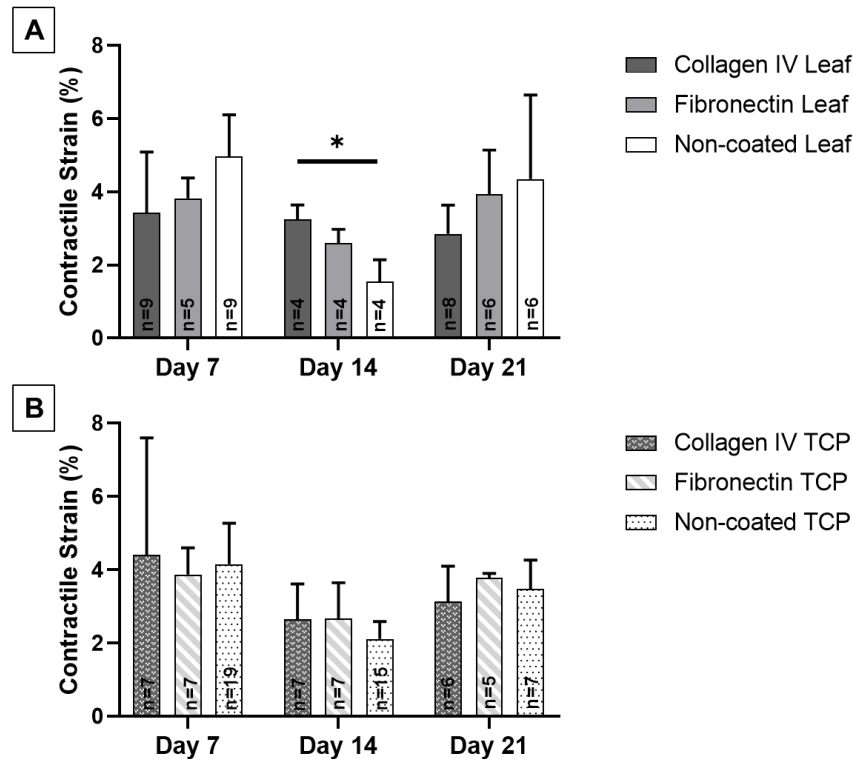 A
Contractile Strain (%)
8
6
4
2
0
*
n=9
n=5
n=9
n=4
n=4
n=4
n=8
n=6
n=6
Day 7
Day 14
Day 21
Collagen IV Leaf
Fibronectin Leaf
Non-coated Leaf
B
Contractile Strain (%)
8
6
4
2
0
n=7
n=7
n=19
n=7
n=7
n=15
n=6
n=5
n=7
Day 7
Day 14
Day 21
Collagen IV TCP
Fibronectin TCP
Non-coated TCP